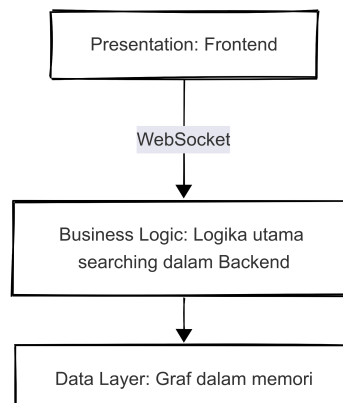 Presentation: Frontend
WebSocket
Business Logic: Logika utama
searching dalam Backend
Data Layer: Graf dalam memori